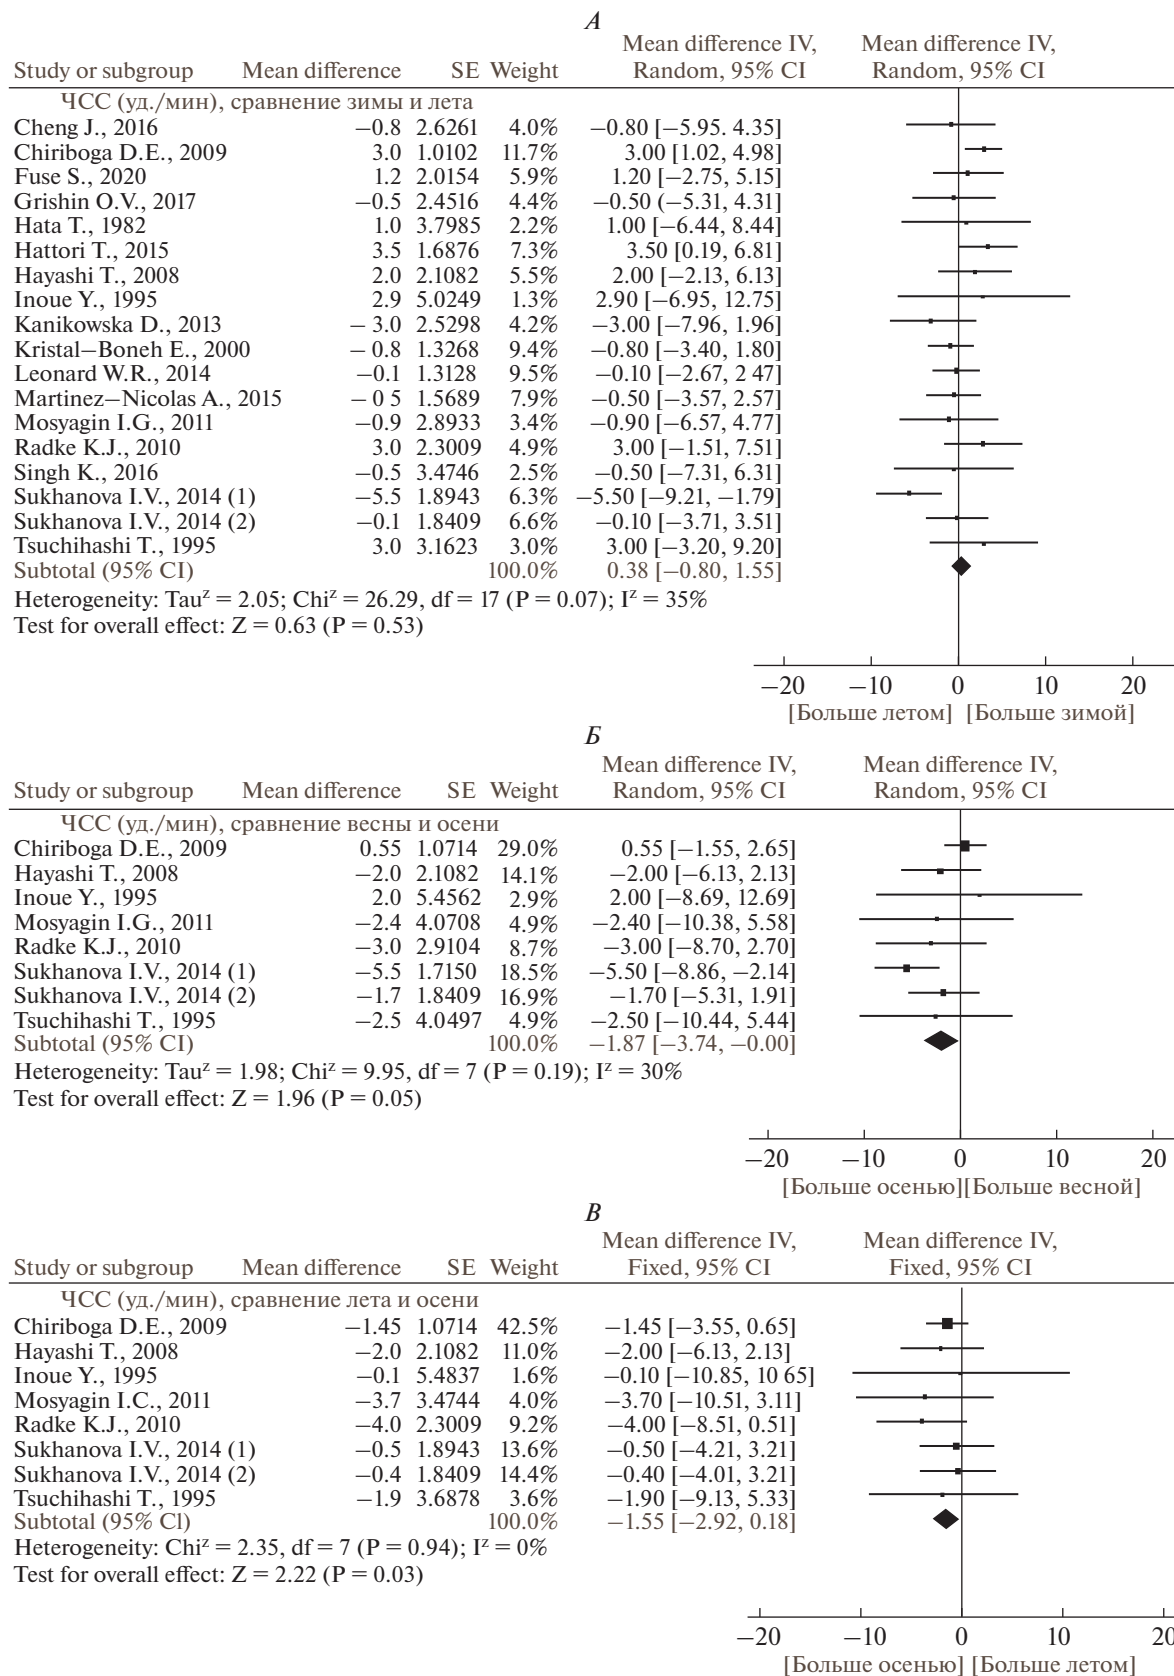 А
Mean difference IV, Mean difference IV,
Study or subgroup Mean difference SE Weight Random, 95% CI Random, 95% CI
ЧСС (уд./мин), сравнение зимы и лета
Cheng J., 2016 −0.8 2.6261 4.0% −0.80 [−5.95. 4.35]
Chiriboga D.E., 2009 3.0 1.0102 11.7% 3.00 [1.02, 4.98]
Fuse S., 2020 1.2 2.0154 5.9% 1.20 [−2.75, 5.15]
Grishin O.V., 2017 −0.5 2.4516 4.4% −0.50 (−5.31, 4.31]
Hata T., 1982 1.0 3.7985 2.2% 1.00 [−6.44, 8.44]
Hattori T., 2015 3.5 1.6876 7.3% 3.50 [0.19, 6.81]
Hayashi T., 2008 2.0 2.1082 5.5% 2.00 [−2.13, 6.13]
Inoue Y., 1995 2.9 5.0249 1.3% 2.90 [−6.95, 12.75]
Kanikowska D., 2013 − 3.0 2.5298 4.2% −3.00 [−7.96, 1.96]
Kristal−Boneh E., 2000 − 0.8 1.3268 9.4% −0.80 [−3.40, 1.80]
Leonard W.R., 2014 −0.1 1.3128 9.5% −0.10 [−2.67, 2 47]
Martinez−Nicolas A., 2015 − 0 5 1.5689 7.9% −0.50 [−3.57, 2.57]
Mosyagin I.G., 2011 −0.9 2.8933 3.4% −0.90 [−6.57, 4.77]
Radke K.J., 2010 3.0 2.3009 4.9% 3.00 [−1.51, 7.51]
Singh K., 2016 −0.5 3.4746 2.5% −0.50 [−7.31, 6.31]
Sukhanova I.V., 2014 (1) −5.5 1.8943 6.3% −5.50 [−9.21, −1.79]
Sukhanova I.V., 2014 (2) −0.1 1.8409 6.6% −0.10 [−3.71, 3.51]
Tsuchihashi T., 1995 3.0 3.1623 3.0% 3.00 [−3.20, 9.20]
Subtotal (95% CI) 100.0% 0.38 [−0.80, 1.55]
Heterogeneity: Tauᶻ = 2.05; Chiᶻ = 26.29, df = 17 (P = 0.07); Iᶻ = 35%
Test for overall effect: Z = 0.63 (P = 0.53)
−20 −10 0 10 20
[Больше летом] [Больше зимой]
Б
Mean difference IV, Mean difference IV,
Study or subgroup Mean difference SE Weight Random, 95% CI Random, 95% CI
ЧСС (уд./мин), сравнение весны и осени
Chiriboga D.E., 2009 0.55 1.0714 29.0% 0.55 [−1.55, 2.65]
Hayashi T., 2008 −2.0 2.1082 14.1% −2.00 [−6.13, 2.13]
Inoue Y., 1995 2.0 5.4562 2.9% 2.00 [−8.69, 12.69]
Mosyagin I.G., 2011 −2.4 4.0708 4.9% −2.40 [−10.38, 5.58]
Radke K.J., 2010 −3.0 2.9104 8.7% −3.00 [−8.70, 2.70]
Sukhanova I.V., 2014 (1) −5.5 1.7150 18.5% −5.50 [−8.86, −2.14]
Sukhanova I.V., 2014 (2) −1.7 1.8409 16.9% −1.70 [−5.31, 1.91]
Tsuchihashi T., 1995 −2.5 4.0497 4.9% −2.50 [−10.44, 5.44]
Subtotal (95% CI) 100.0% −1.87 [−3.74, −0.00]
Heterogeneity: Tauᶻ = 1.98; Chiᶻ = 9.95, df = 7 (P = 0.19); Iᶻ = 30%
Test for overall effect: Z = 1.96 (P = 0.05)
−20 −10 0 10 20
[Больше осенью][Больше весной]
В
Mean difference IV, Mean difference IV,
Study or subgroup Mean difference SE Weight Fixed, 95% CI Fixed, 95% CI
ЧСС (уд./мин), сравнение лета и осени
Chiriboga D.E., 2009 −1.45 1.0714 42.5% −1.45 [−3.55, 0.65]
Hayashi T., 2008 −2.0 2.1082 11.0% −2.00 [−6.13, 2.13]
Inoue Y., 1995 −0.1 5.4837 1.6% −0.10 [−10.85, 10 65]
Mosyagin I.C., 2011 −3.7 3.4744 4.0% −3.70 [−10.51, 3.11]
Radke K.J., 2010 −4.0 2.3009 9.2% −4.00 [−8.51, 0.51]
Sukhanova I.V., 2014 (1) −0.5 1.8943 13.6% −0.50 [−4.21, 3.21]
Sukhanova I.V., 2014 (2) −0.4 1.8409 14.4% −0.40 [−4.01, 3.21]
Tsuchihashi T., 1995 −1.9 3.6878 3.6% −1.90 [−9.13, 5.33]
Subtotal (95% Cl) 100.0% −1.55 [−2.92, 0.18]
Heterogeneity: Chiᶻ = 2.35, df = 7 (P = 0.94); Iᶻ = 0%
Test for overall effect: Z = 2.22 (P = 0.03)
−20 −10 0 10 20
[Больше осенью] [Больше летом]